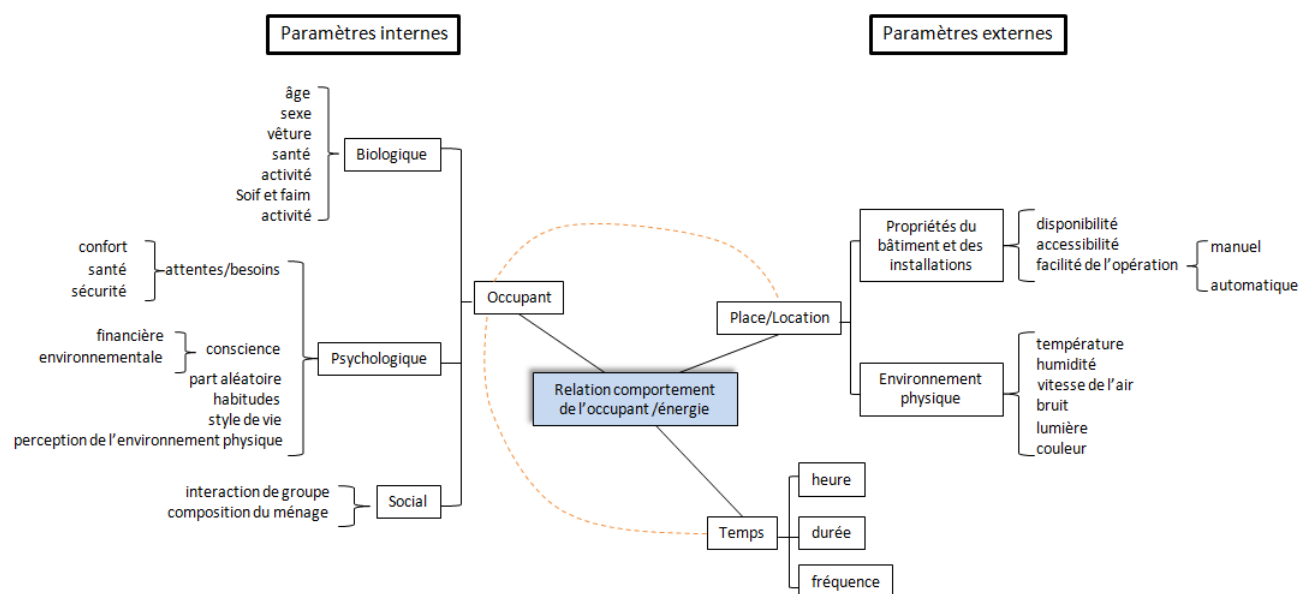 Paramètres internes
Paramètres externes
âge
sexe
vêture
santé
activité
Soif et faim
activité
Biologique
confort
santé
sécurité
attentes/besoins
financière
environnementale
conscience
part aléatoire
habitudes
style de vie
perception de l'environnement physique
Psychologique
interaction de groupe
composition du ménage
Social
Occupant
Relation comportement
de l'occupant /énergie
Place/Location
Propriétés du
bâtiment et des
installations
disponibilité
accessibilité
facilité de l'opération
manuel
automatique
Environnement
physique
température
humidité
vitesse de l'air
bruit
lumière
couleur
Temps
heure
durée
fréquence